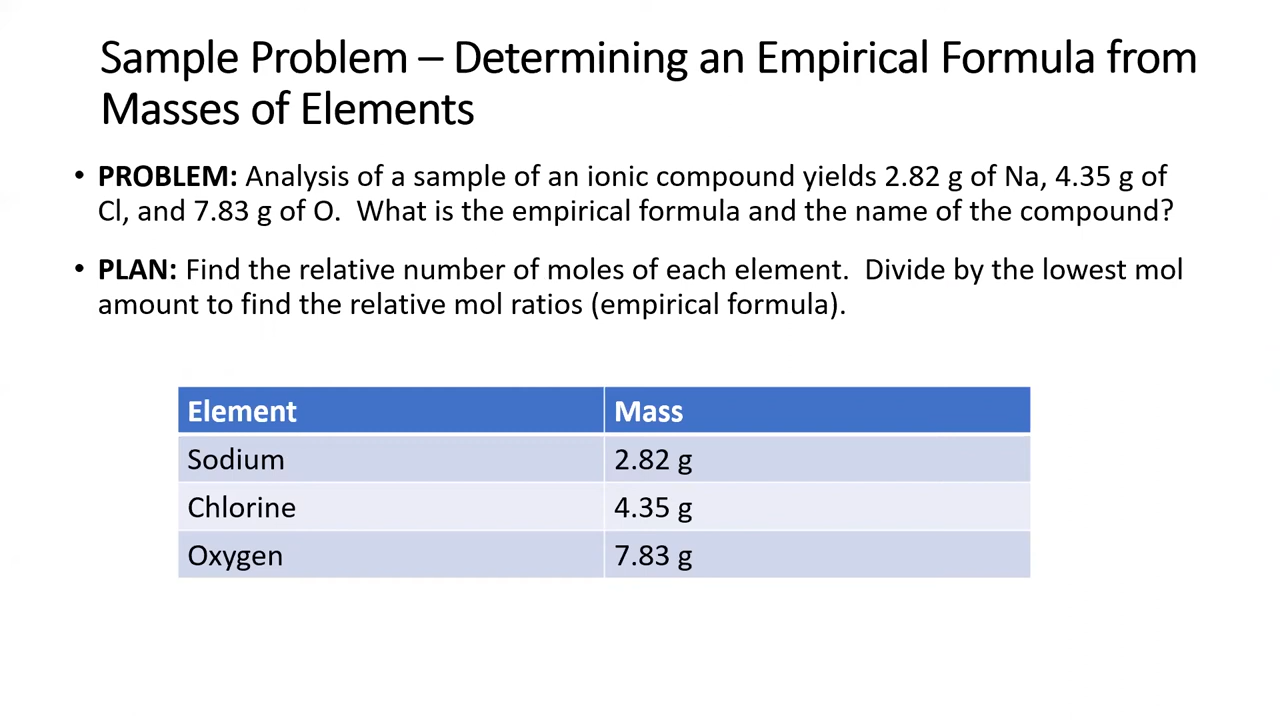 Sample Problem – Determining an Empirical Formula from
Masses of Elements
• PROBLEM: Analysis of a sample of an ionic compound yields 2.82 g of Na, 4.35 g of
Cl, and 7.83 g of O.  What is the empirical formula and the name of the compound?
• PLAN: Find the relative number of moles of each element.  Divide by the lowest mol
amount to find the relative mol ratios (empirical formula).
Element Mass
Sodium 2.82 g
Chlorine 4.35 g
Oxygen 7.83 g